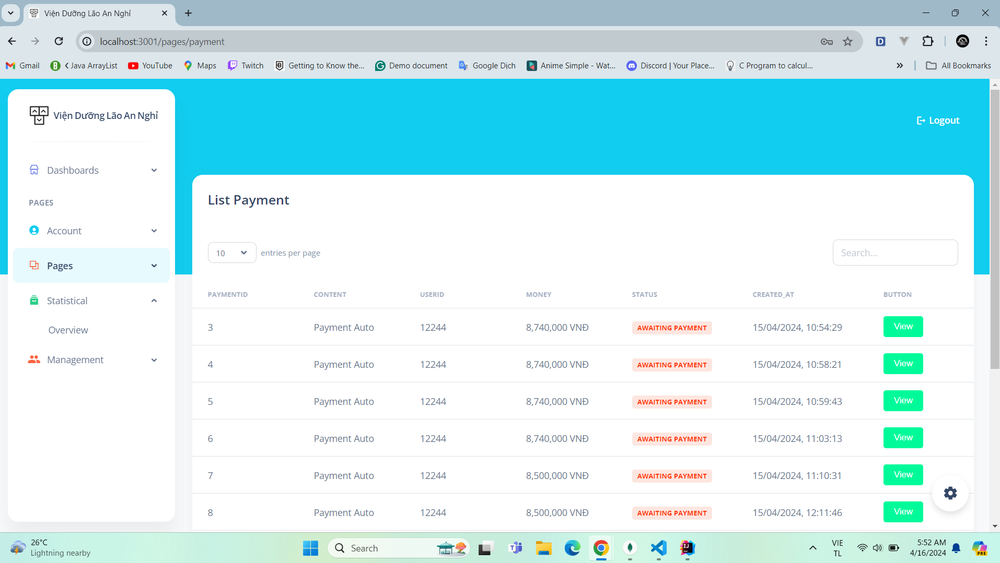 Viện Dưỡng Lão An Nghỉ
localhost:3001/pages/payment
Gmail
Java ArrayList
YouTube
Maps
Twitch
Getting to Know the...
Demo document
Google Dịch
Anime Simple - Wat...
Discord | Your Place...
C Program to calcul...
All Bookmarks
Viện Dưỡng Lão An Nghỉ
Logout
Dashboards
PAGES
Account
Pages
Statistical
Overview
Management
List Payment
10 entries per page
Search...
PAYMENTID CONTENT USERID MONEY STATUS CREATED_AT BUTTON
3 Payment Auto 12244 8,740,000 VNĐ AWAITING PAYMENT 15/04/2024, 10:54:29 View
4 Payment Auto 12244 8,740,000 VNĐ AWAITING PAYMENT 15/04/2024, 10:58:21 View
5 Payment Auto 12244 8,740,000 VNĐ AWAITING PAYMENT 15/04/2024, 10:59:43 View
6 Payment Auto 12244 8,740,000 VNĐ AWAITING PAYMENT 15/04/2024, 11:03:13 View
7 Payment Auto 12244 8,500,000 VNĐ AWAITING PAYMENT 15/04/2024, 11:10:31 View
8 Payment Auto 12244 8,500,000 VNĐ AWAITING PAYMENT 15/04/2024, 12:11:46 View
26°C
Lightning nearby
Search
VIE
TL
5:52 AM
4/16/2024
PRE